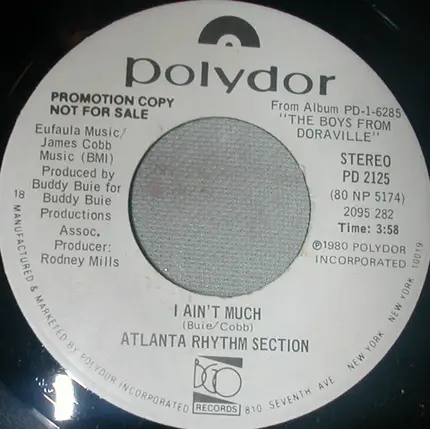 polydor
PROMOTION COPY
NOT FOR SALE
From Album PD-1-6285
"THE BOYS FROM
DORAVILLE"
Eufaula Music/
James Cobb
Music (BMI)
Produced by
Buddy Buie for
Buddy Buie
Productions
Assoc.
Producer:
Rodney Mills
STEREO
PD 2125
(80 NP 5174)
2095 282
Time: 3:58
℗1980 POLYDOR
INCORPORATED
18
I AIN'T MUCH
(Buie/Cobb)
ATLANTA RHYTHM SECTION
BGO
RECORDS
MANUFACTURED & MARKETED BY POLYDOR INCORPORATED 810 SEVENTH AVE NEW YORK, NEW YORK 10019